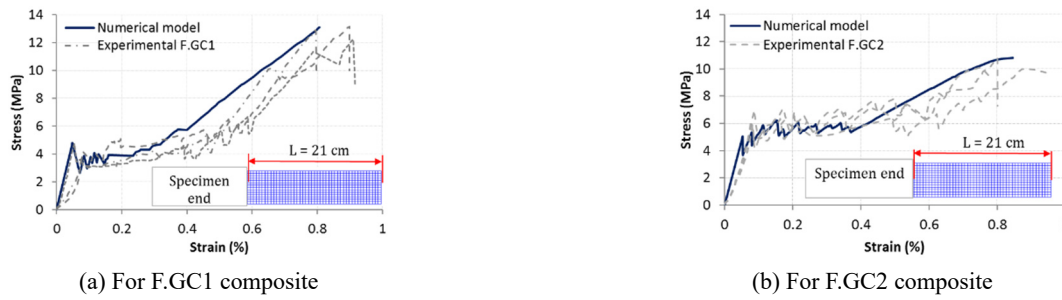 14
12
10
8
6
4
2
0
Stress (MPa)
Numerical model
Experimental F.GC1
L = 21 cm
Specimen
end
0
0.2
0.4
0.6
0.8
1
Strain (%)
(a) For F.GC1 composite
14
12
10
8
6
4
2
0
Stress (MPa)
Numerical model
Experimental F.GC2
L = 21 cm
Specimen end
0
0.2
0.4
0.6
0.8
Strain (%)
(b) For F.GC2 composite